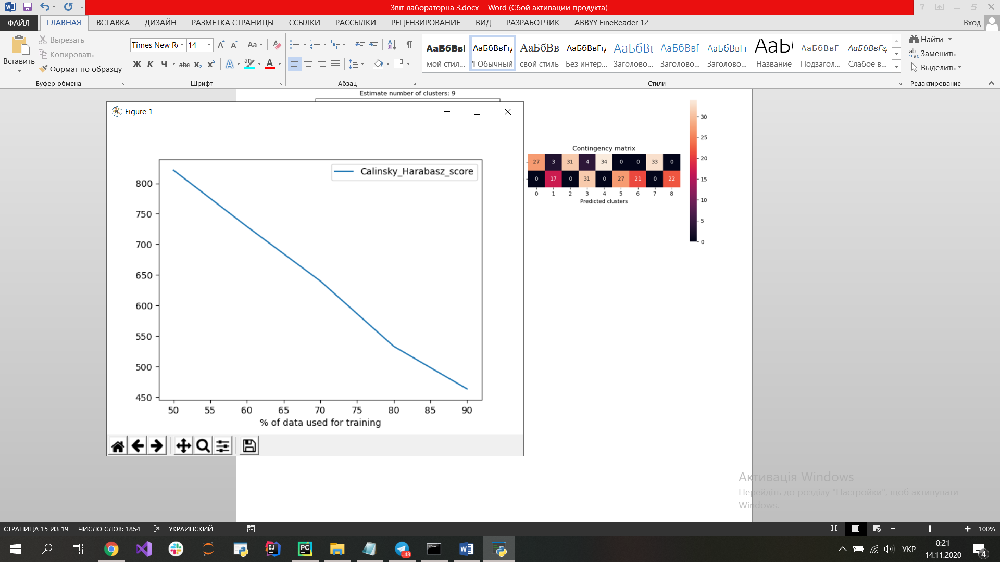 Звіт лабораторна 3.docx - Word (Сбой активации продукта)
ФАЙЛ ГЛАВНАЯ ВСТАВКА ДИЗАЙН РАЗМЕТКА СТРАНИЦЫ ССЫЛКИ РАССЫЛКИ РЕЦЕНЗИРОВАНИЕ ВИД РАЗРАБОТЧИК ABBYY FineReader 12 Вход
Вставить
Вырезать
Копировать
Формат по образцу
Буфер обмена
Times New Rc 14
Ж К Ч abc x₂ x²
Шрифт
Абзац
АаБбВвІ АаБбВвГг, АаБбВв АаБбВвГг, АаБбВı АаБбВвГ АаБбВвГг АаЬ( АаБбВвГı АаБбВвГг,
мой стил... ¶ Обычный свой стиль Без интер... Заголово... Заголово... Заголово... Название Подзагол... Слабое в...
Стили
Найти
Заменить
Выделить
Редактирование
Estimate number of clusters: 9
Figure 1
Calinsky_Harabasz_score
800
750
700
650
600
550
500
450
50 55 60 65 70 75 80 85 90
% of data used for training
Contingency matrix
27 3 31 4 34 0 0 33 0
0 17 0 31 0 27 21 0 22
0 1 2 3 4 5 6 7 8
Predicted clusters
30
25
20
15
10
5
0
Активація Windows
Перейдіть до розділу "Настройки", щоб активувати
Windows.
СТРАНИЦА 15 ИЗ 19 ЧИСЛО СЛОВ: 1854 УКРАИНСКИЙ 100%
..48
УКР
8:21
14.11.2020
4